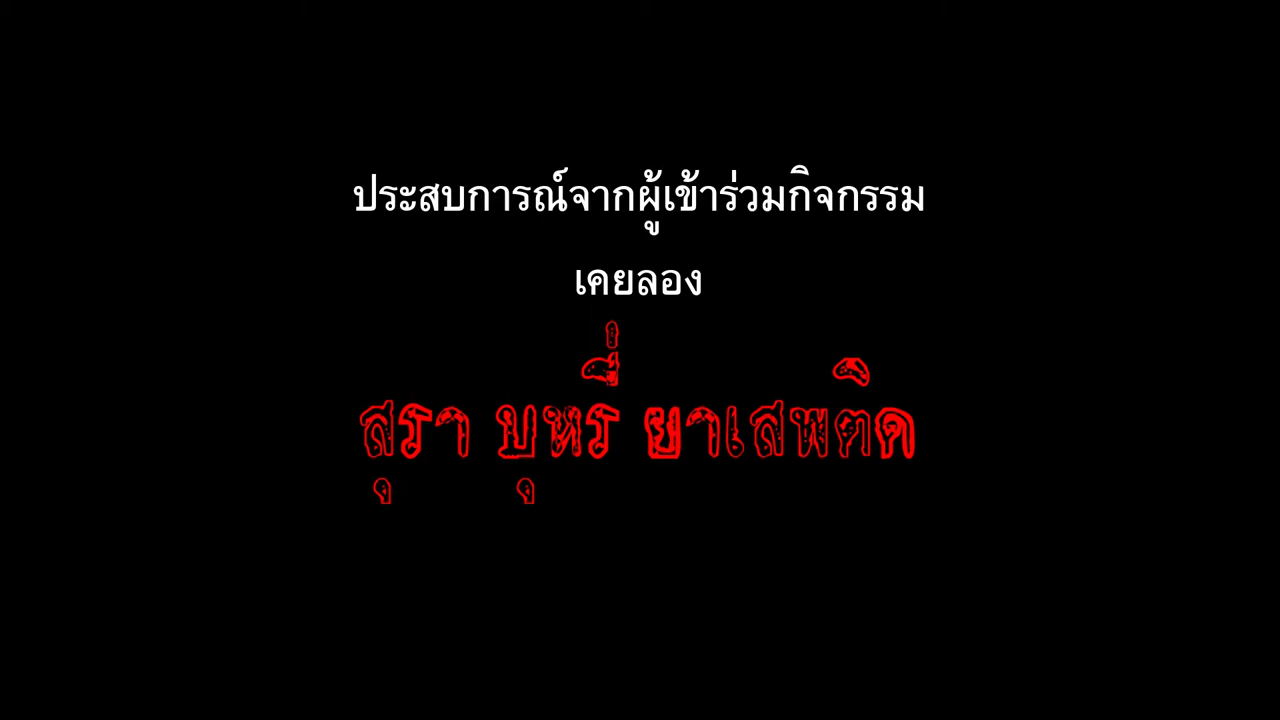 ประสบการณ์จากผู้เข้าร่วมกิจกรรม
เคยลอง
สุรา บุหรี่ ยาเสพติด